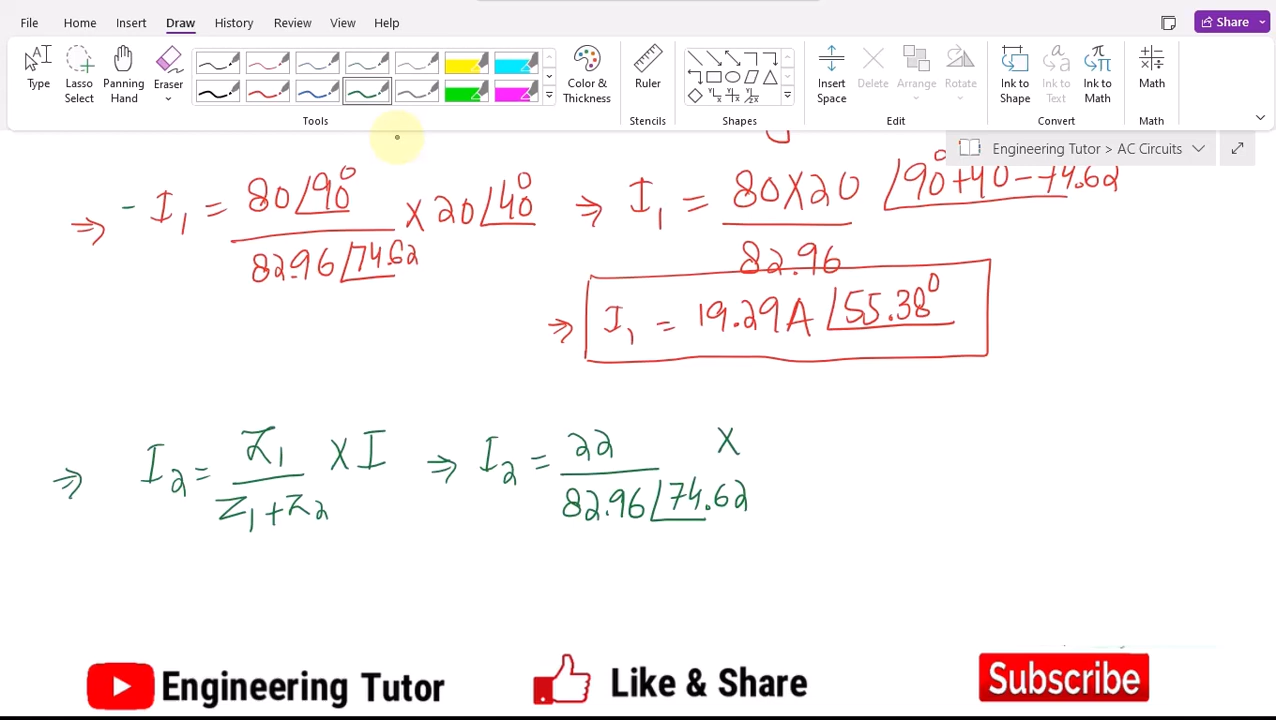 File Home Insert Draw History Review View Help Share
Type Lasso Select Panning Hand Eraser Color & Thickness Ruler Insert Space Delete Arrange Rotate Ink to Shape Ink to Text Ink to Math Math
Tools Stencils Shapes Edit Convert Math
Engineering Tutor > AC Circuits
⇒ - I₁ = 80∠90⁰ / 82.96∠74.62 × 20∠40⁰ ⇒ I₁ = 80×20 / 82.96 ∠90⁰+40-74.62
⇒ I₁ = 19.29A ∠55.38⁰
⇒ I₂ = Z₁ / Z₁+Z₂ × I ⇒ I₂ = 22 / 82.96∠74.62 ×
Engineering Tutor Like & Share Subscribe